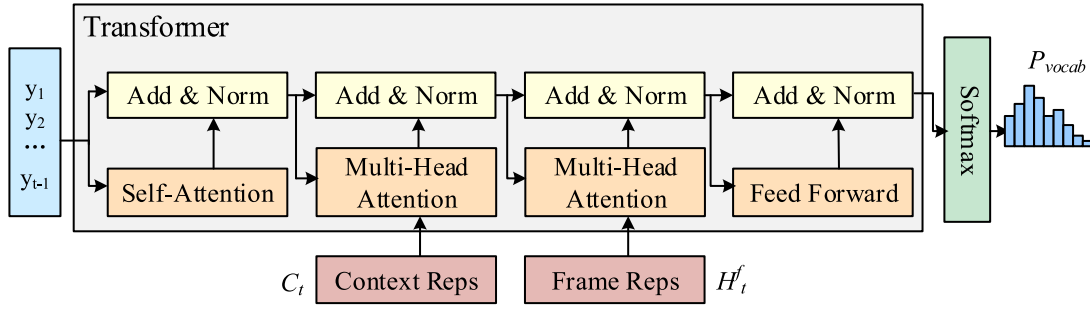 Transformer
y1
y2
...
yt-1
Add & Norm
Add & Norm
Add & Norm
Add & Norm
Self-Attention
Multi-Head
Attention
Multi-Head
Attention
Feed Forward
Softmax
Pvocab
Ct
Context Reps
Frame Reps
H^f_t